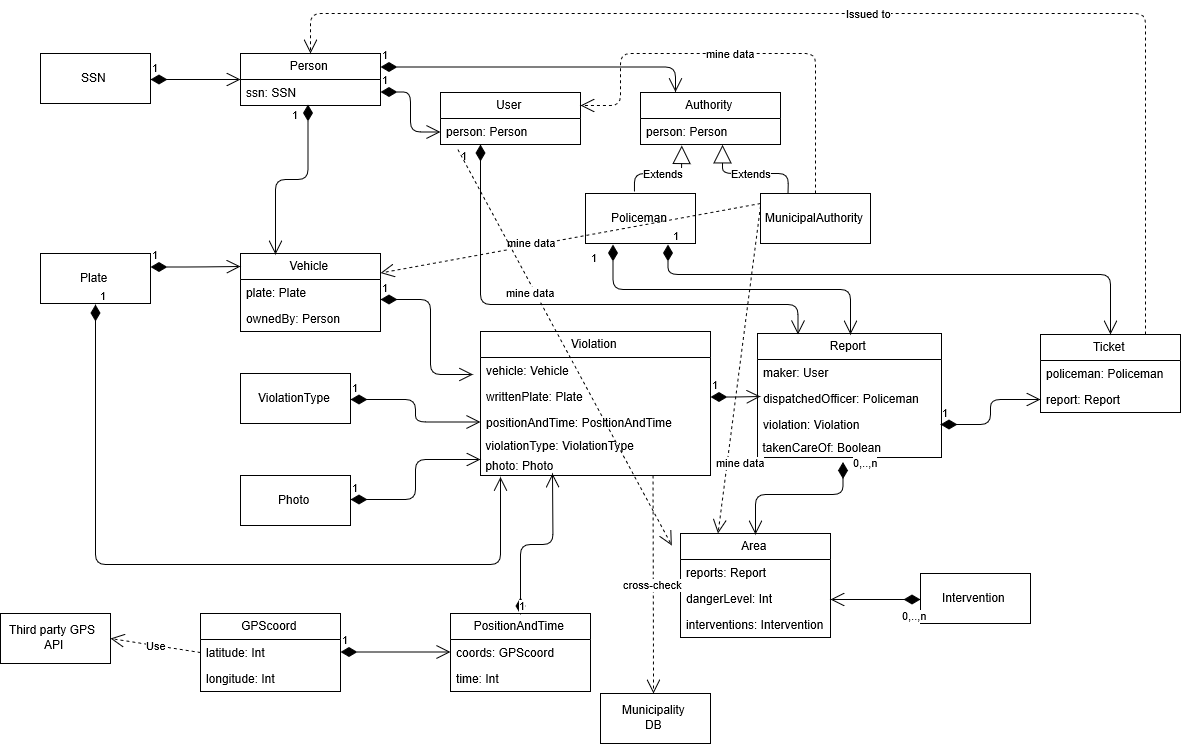 Issued to
mine data
SSN
1
Person
ssn: SSN
1
1
1
User
person: Person
1
Authority
person: Person
Extends
Extends
Policeman
1
1
MunicipalAuthority
mine data
Plate
1
1
Vehicle
plate: Plate
ownedBy: Person
1
mine data
Violation
vehicle: Vehicle
writtenPlate: Plate
positionAndTime: PositionAndTime
violationType: ViolationType
photo: Photo
1
Report
maker: User
dispatchedOfficer: Policeman
violation: Violation
takenCareOf: Boolean
1
0,..,n
Ticket
policeman: Policeman
report: Report
ViolationType
1
mine data
Photo
1
Area
reports: Report
dangerLevel: Int
interventions: Intervention
Intervention
0,..,n
cross-check
Third party GPS
API
Use
GPScoord
latitude: Int
longitude: Int
1
1
PositionAndTime
coords: GPScoord
time: Int
Municipality
DB